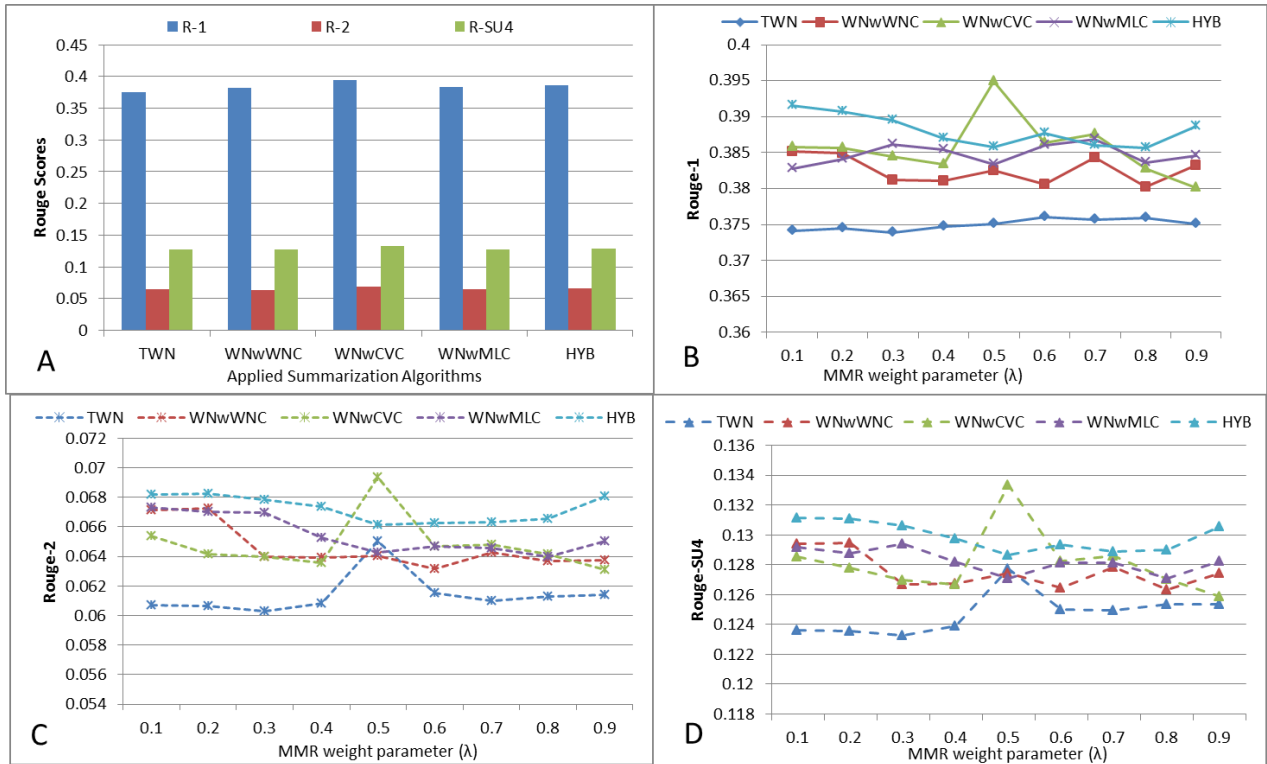 R-1 R-2 R-SU4
0.45
0.4
0.35
0.3
0.25
0.2
0.15
0.1
0.05
0
Rouge Scores
TWN WNwWNC WNwCVC WNwMLC HYB
Applied Summarization Algorithms
A
TWN WNwWNC WNwCVC WNwMLC HYB
0.4
0.395
0.39
0.385
0.38
0.375
0.37
0.365
0.36
Rouge-1
0.1 0.2 0.3 0.4 0.5 0.6 0.7 0.8 0.9
MMR weight parameter (λ)
B
TWN WNwWNC WNwCVC WNwMLC HYB
0.072
0.07
0.068
0.066
0.064
0.062
0.06
0.058
0.056
0.054
Rouge-2
0.1 0.2 0.3 0.4 0.5 0.6 0.7 0.8 0.9
MMR weight parameter (λ)
C
TWN WNwWNC WNwCVC WNwMLC HYB
0.136
0.134
0.132
0.13
0.128
0.126
0.124
0.122
0.12
0.118
Rouge-SU4
0.1 0.2 0.3 0.4 0.5 0.6 0.7 0.8 0.9
MMR weight parameter (λ)
D